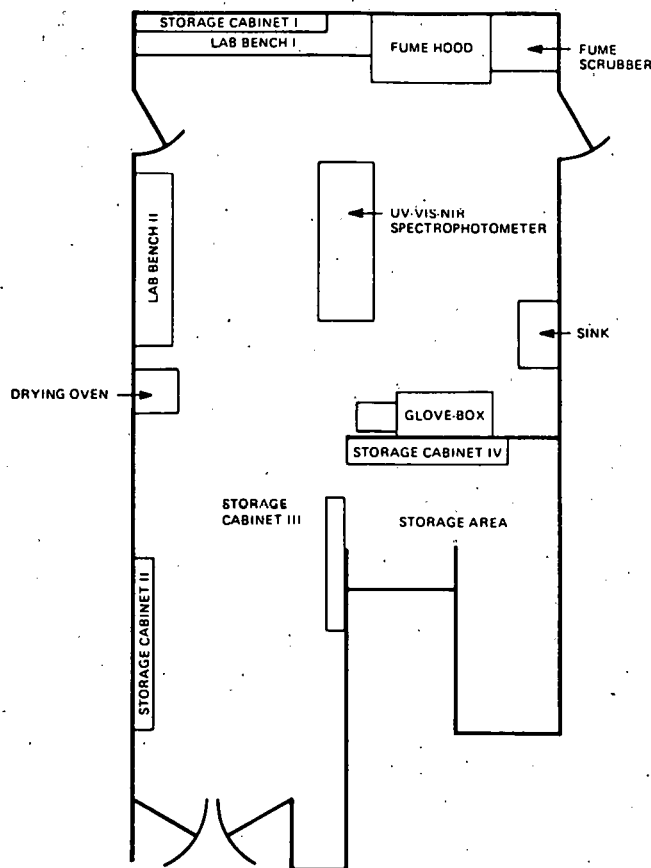 STORAGE CABINET I
LAB BENCH I
FUME HOOD
FUME
SCRUBBER
UV-VIS-NIR
SPECTROPHOTOMETER
LAB BENCH II
SINK
DRYING OVEN
GLOVE-BOX
STORAGE CABINET IV
STORAGE
CABINET III
STORAGE AREA
STORAGE CABINET II